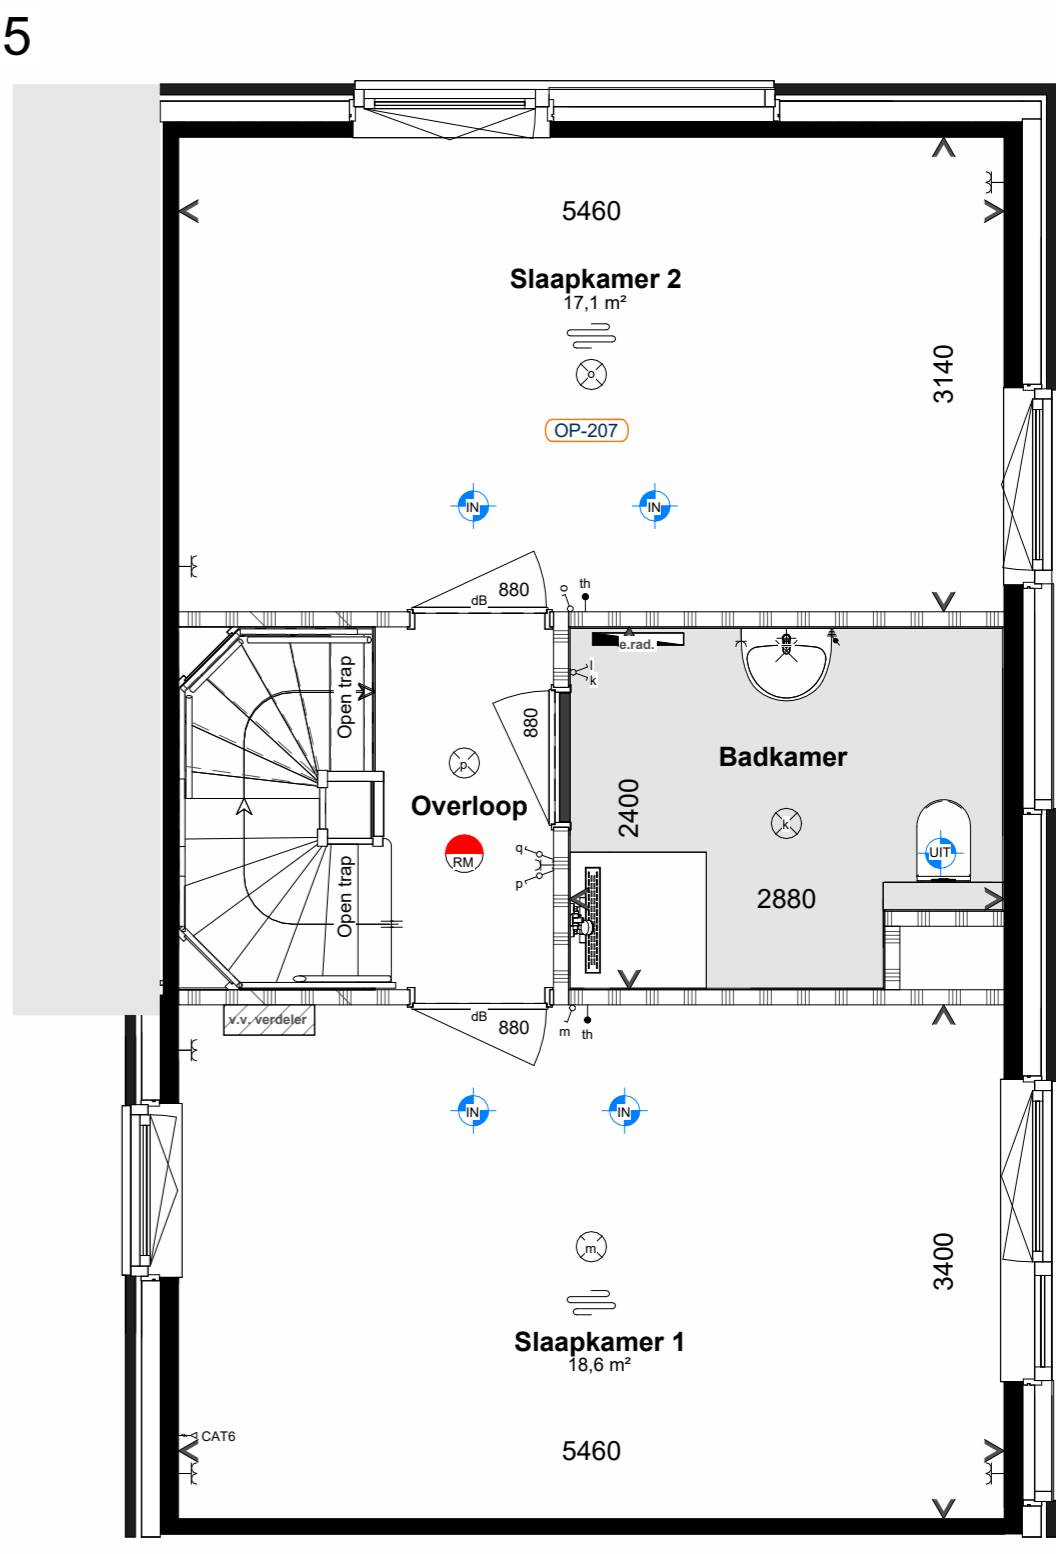 5
5460
Slaapkamer 2
17,1 m²
o
3140
OP-207
IN
IN
880
dB
o
th
e.rad.
l
k
Open trap
880
Badkamer
p
Overloop
2400
k
RM
q
p
UIT
Open trap
2880
v.v. verdeler
dB
880
m
th
IN
IN
m
3400
Slaapkamer 1
18,6 m²
CAT6
5460